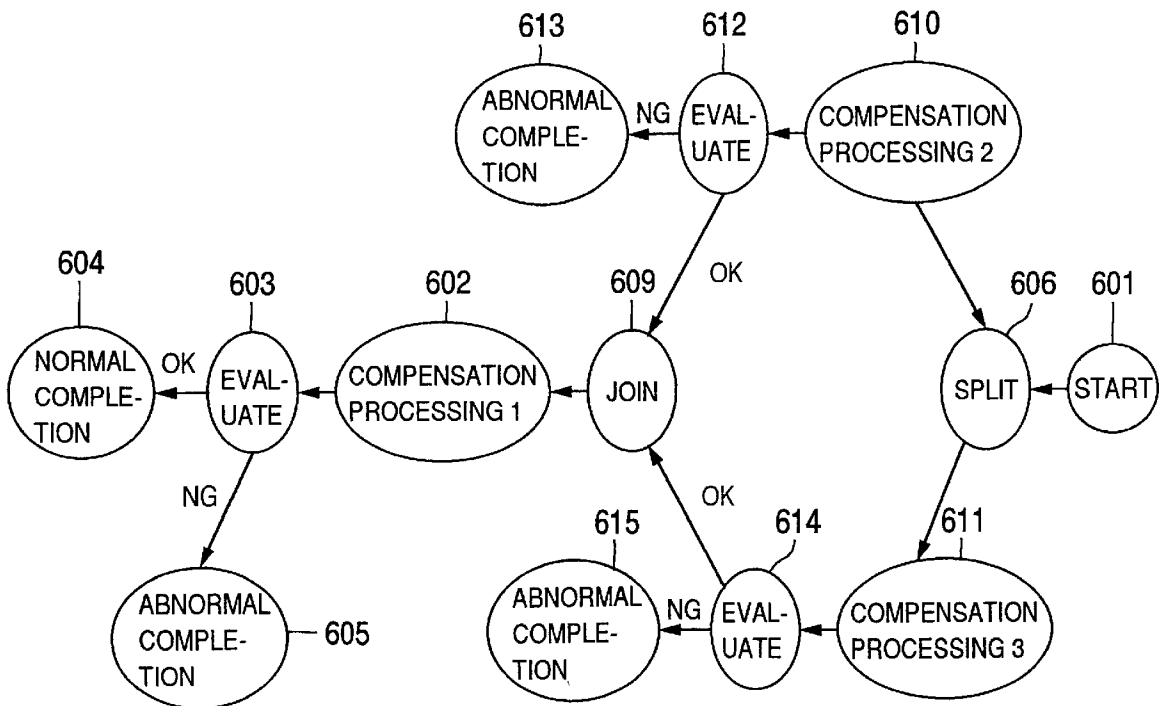 613
612
610
ABNORMAL
COMPLE-
TION
NG
EVAL-
UATE
COMPENSATION
PROCESSING 2
OK
604
603
602
609
606
601
NORMAL
COMPLE-
TION
OK
EVAL-
UATE
COMPENSATION
PROCESSING 1
JOIN
SPLIT
START
NG
OK
615
614
611
ABNORMAL
COMPLE-
TION
605
ABNORMAL
COMPLE-
TION
NG
EVAL-
UATE
COMPENSATION
PROCESSING 3